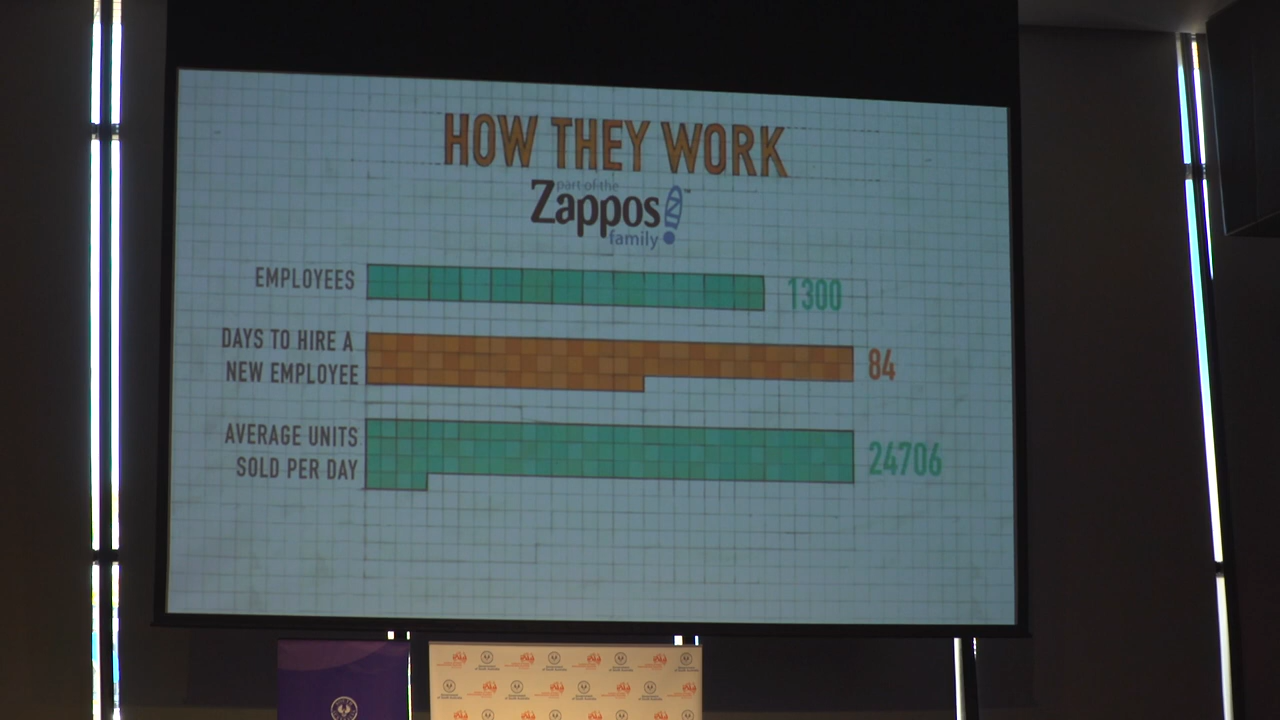 HOW THEY WORK
part of the
Zappos
family
™
EMPLOYEES
1300
DAYS TO HIRE A
NEW EMPLOYEE
84
AVERAGE UNITS
SOLD PER DAY
24706